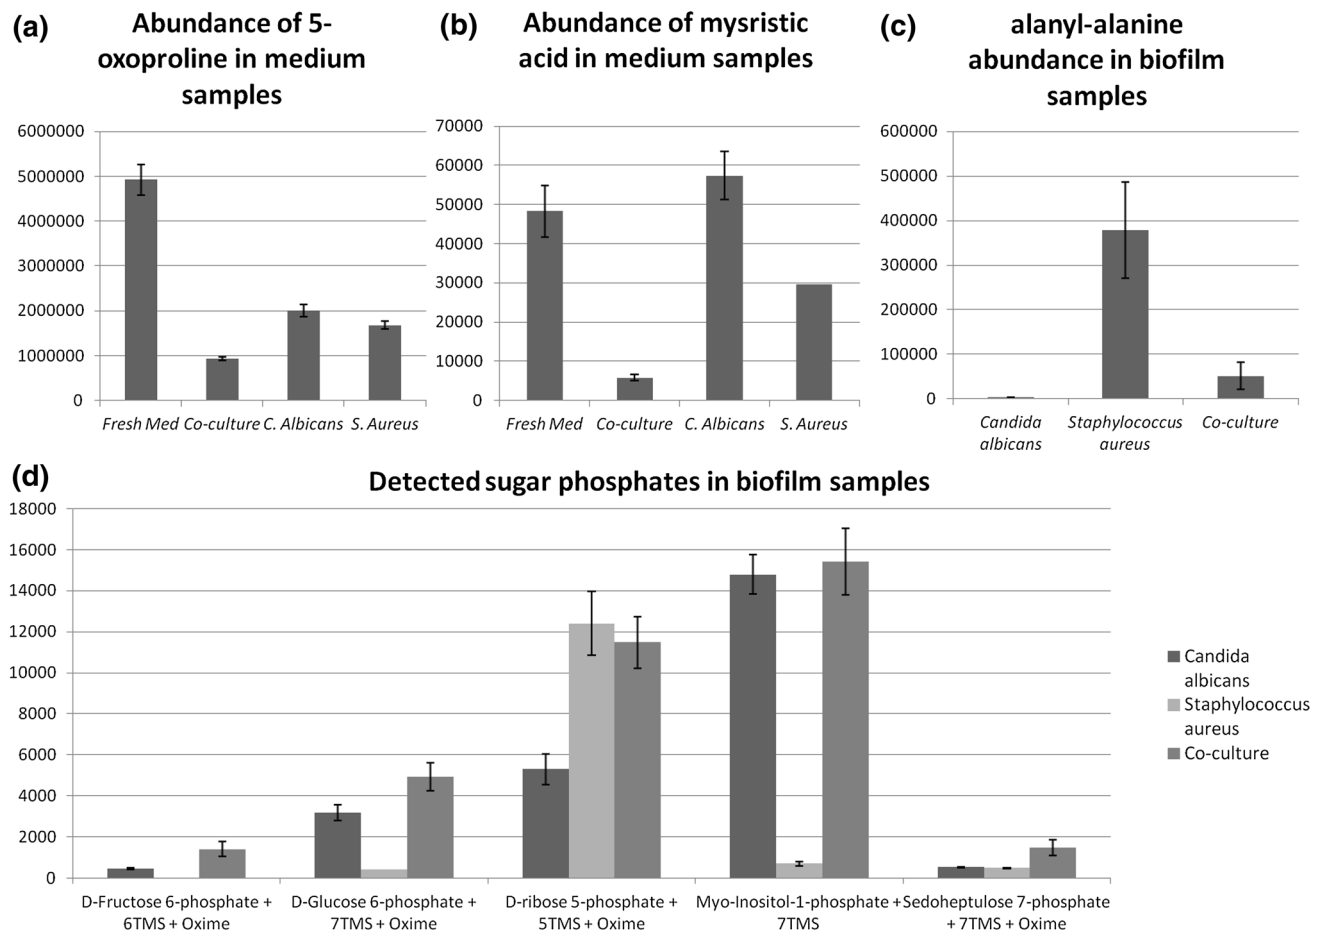 (a)
Abundance of 5-
oxoproline in medium
samples
6000000
5000000
4000000
3000000
2000000
1000000
0
Fresh Med Co-culture C. Albicans S. Aureus
(b)
Abundance of mysristic
acid in medium samples
70000
60000
50000
40000
30000
20000
10000
0
Fresh Med Co-culture C. Albicans S. Aureus
(c)
alanyl-alanine
abundance in biofilm
samples
600000
500000
400000
300000
200000
100000
0
Candida
albicans
Staphylococcus
aureus
Co-culture
(d)
Detected sugar phosphates in biofilm samples
18000
16000
14000
12000
10000
8000
6000
4000
2000
0
D-Fructose 6-phosphate +
6TMS + Oxime
D-Glucose 6-phosphate +
7TMS + Oxime
D-ribose 5-phosphate +
5TMS + Oxime
Myo-Inositol-1-phosphate +
7TMS
Sedoheptulose 7-phosphate
+ 7TMS + Oxime
Candida
albicans
Staphylococcus
aureus
Co-culture